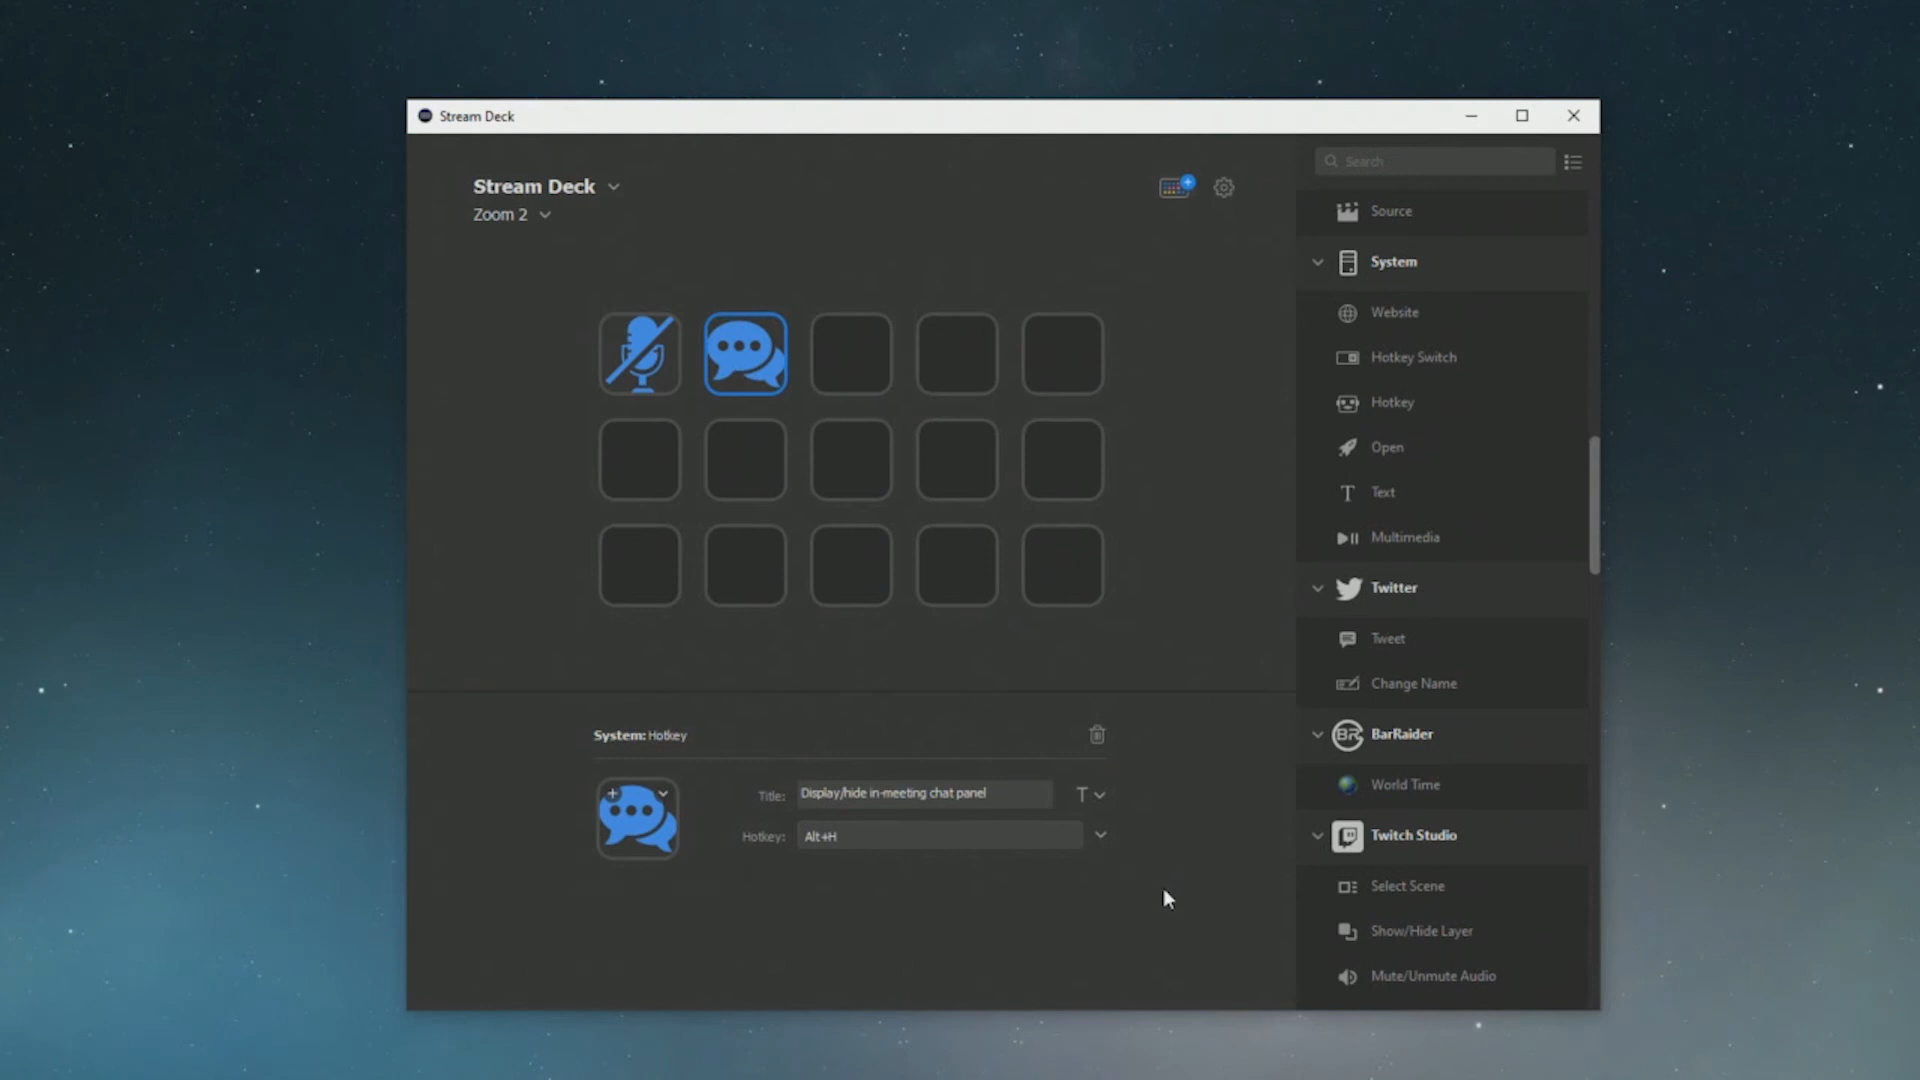 Stream Deck
Search
Stream Deck
Zoom 2
Source
System
Website
Hotkey Switch
Hotkey
Open
T Text
Multimedia
Twitter
Tweet
Change Name
System: Hotkey
BR BarRaider
World Time
Title: Display/hide in-meeting chat panel T
Hotkey: Alt+H
Twitch Studio
Select Scene
Show/Hide Layer
Mute/Unmute Audio